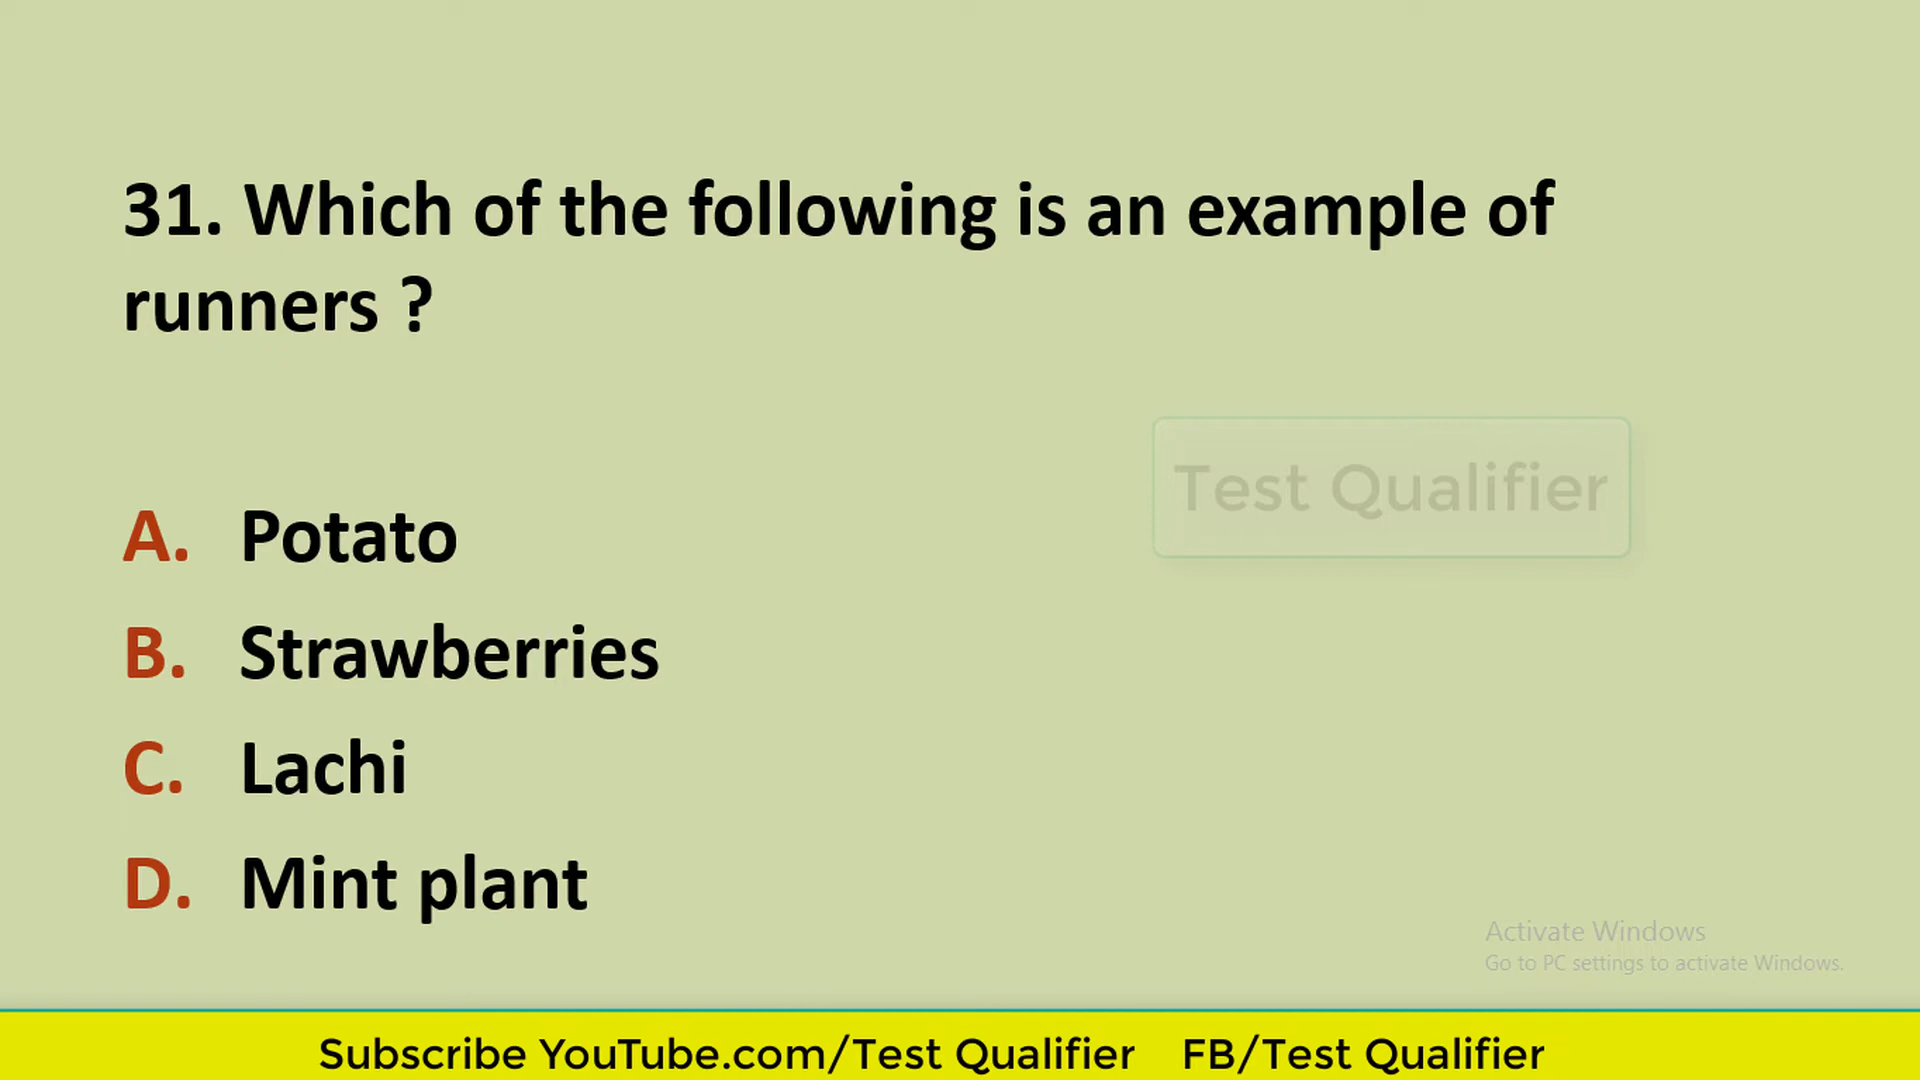 31. Which of the following is an example of
runners ?
Test Qualifier
A. Potato
B. Strawberries
C. Lachi
D. Mint plant
Activate Windows
Go to PC settings to activate Windows.
Subscribe YouTube.com/Test Qualifier FB/Test Qualifier